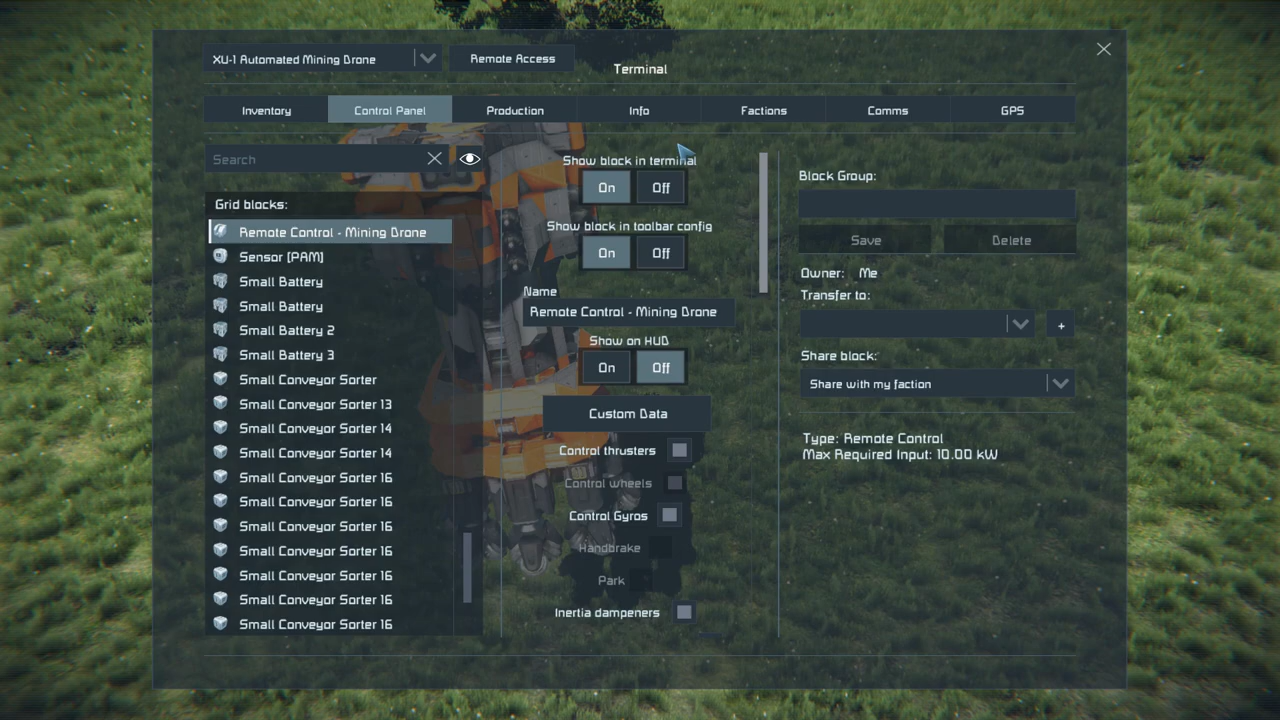 XU-1 Automated Mining Drone
Remote Access
Terminal
Inventory
Control Panel
Production
Info
Factions
Comms
GPS
Search
Grid blocks:
Remote Control - Mining Drone
Sensor [PAM]
Small Battery
Small Battery
Small Battery 2
Small Battery 3
Small Conveyor Sorter
Small Conveyor Sorter 13
Small Conveyor Sorter 14
Small Conveyor Sorter 14
Small Conveyor Sorter 16
Small Conveyor Sorter 16
Small Conveyor Sorter 16
Small Conveyor Sorter 16
Small Conveyor Sorter 16
Small Conveyor Sorter 16
Small Conveyor Sorter 16
Show block in terminal
On Off
Show block in toolbar config
On Off
Name
Remote Control - Mining Drone
Show on HUD
On Off
Custom Data
Control thrusters
Control wheels
Control Gyros
Handbrake
Park
Inertia dampeners
Block Group:
Save Delete
Owner: Me
Transfer to:
+
Share block:
Share with my faction
Type: Remote Control
Max Required Input: 10.00 kW